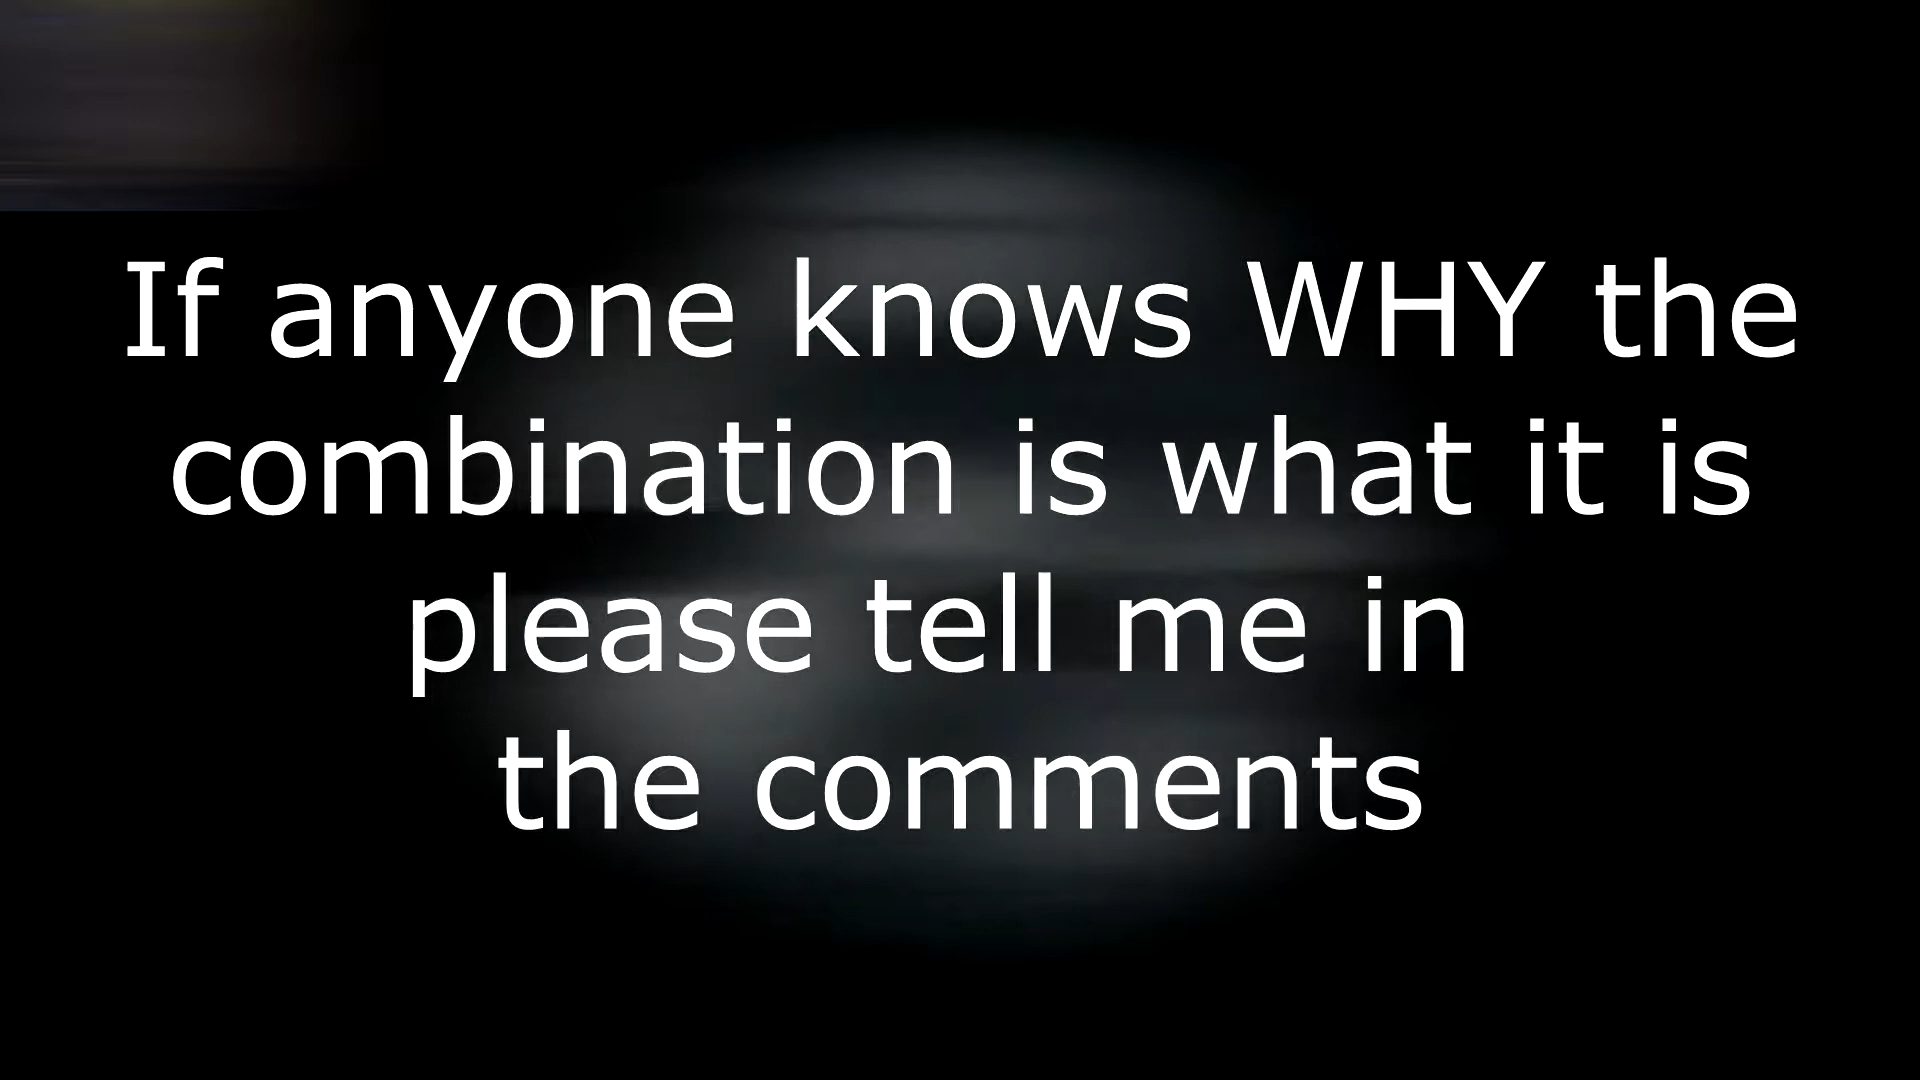 If anyone knows WHY the
combination is what it is
please tell me in
the comments